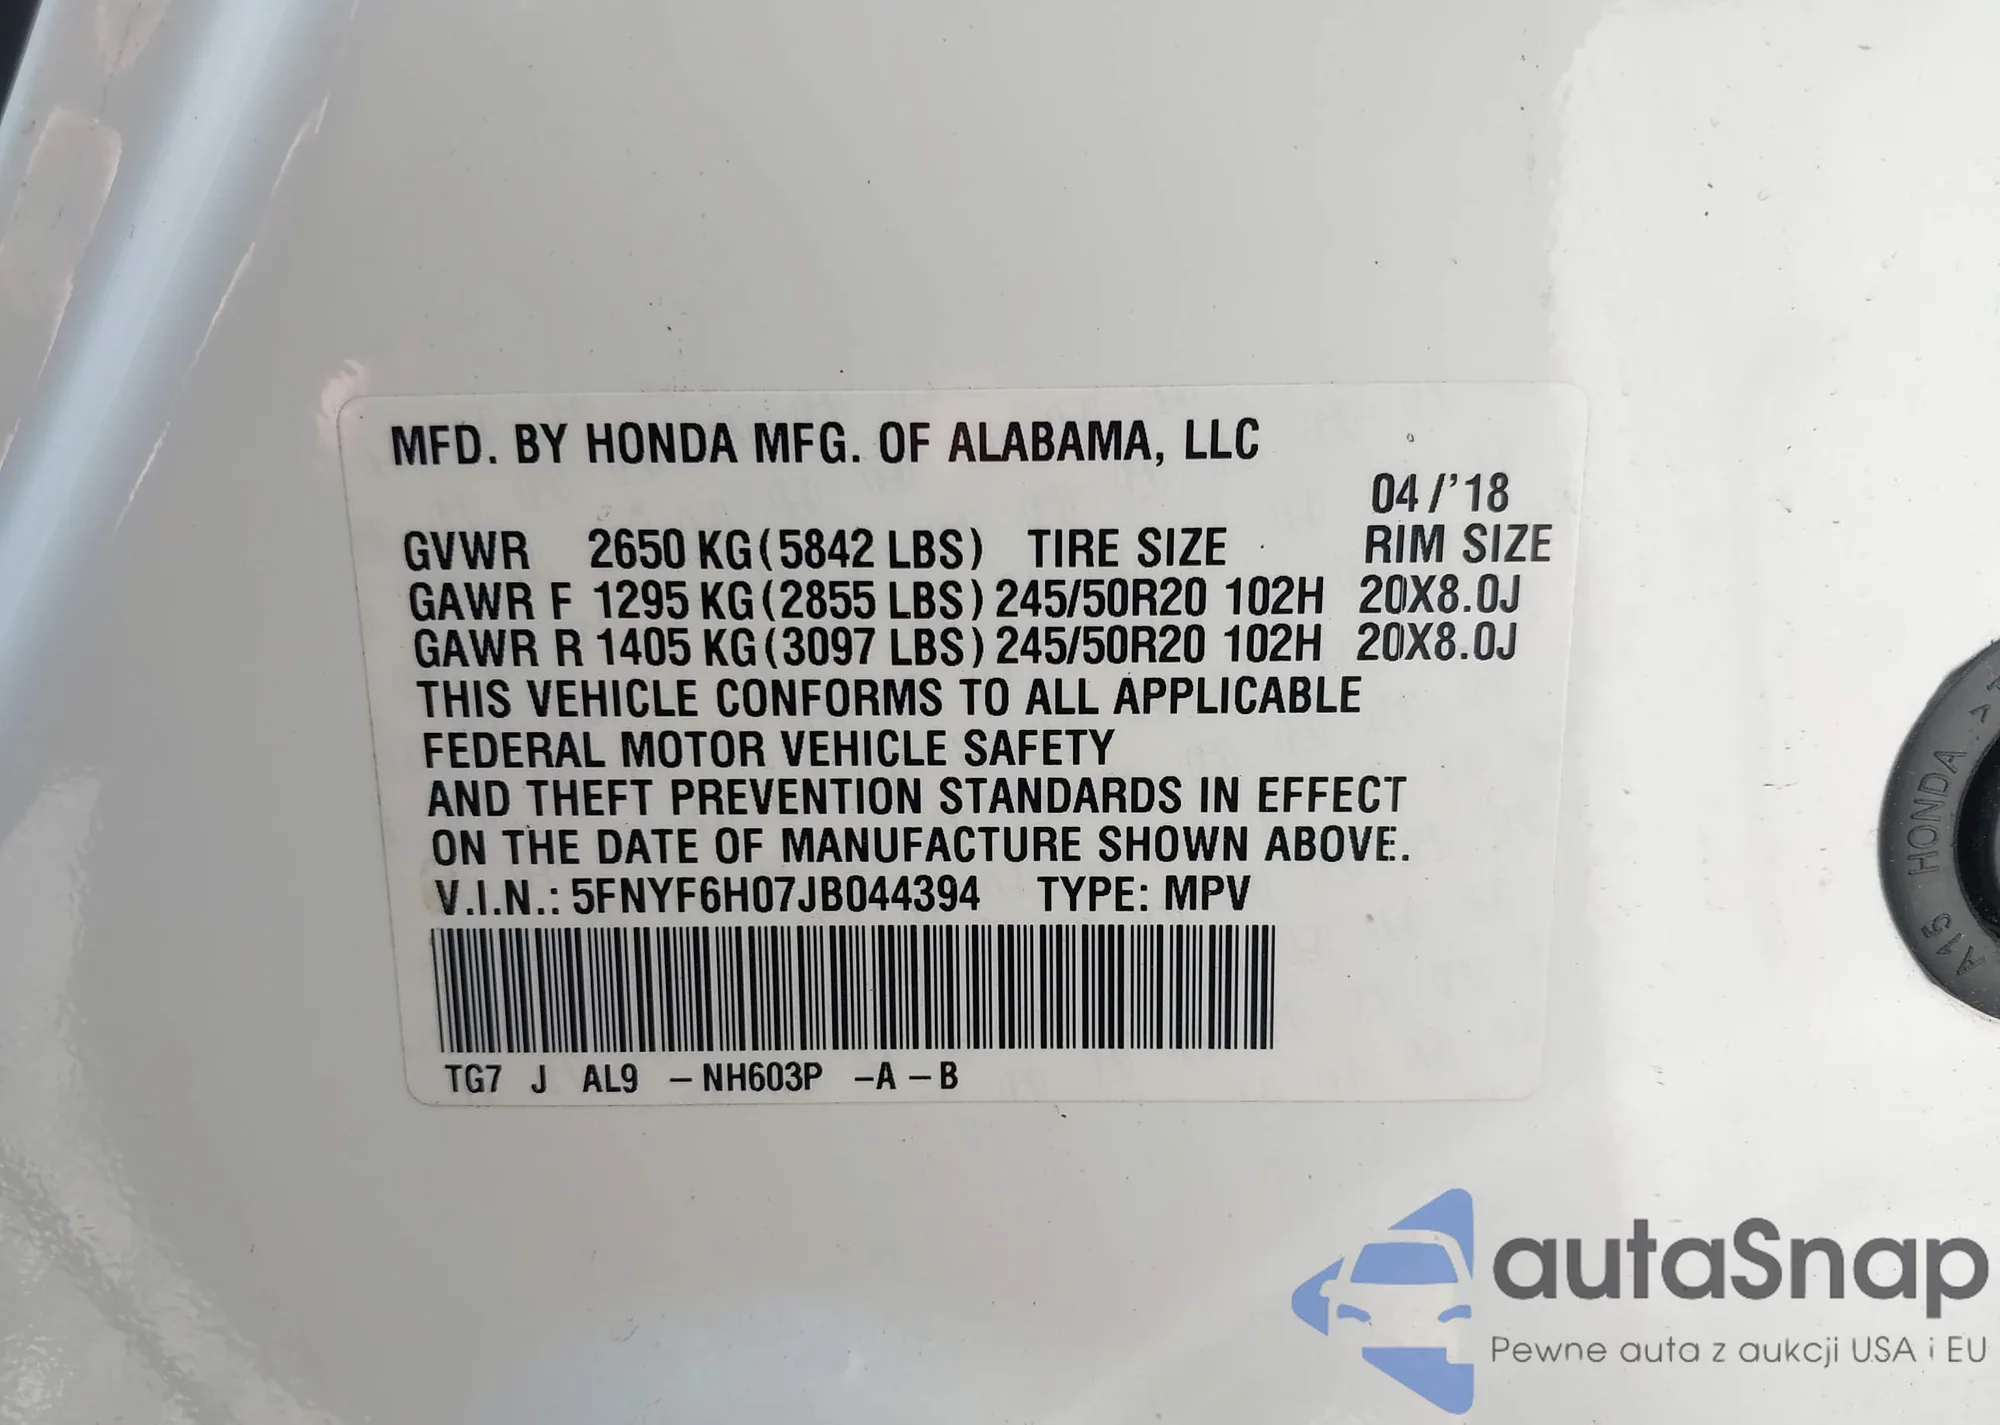 MFD. BY HONDA MFG. OF ALABAMA, LLC
04/'18
GVWR 2650 KG(5842 LBS) TIRE SIZE RIM SIZE
GAWR F 1295 KG(2855 LBS) 245/50R20 102H 20X8.0J
GAWR R 1405 KG(3097 LBS) 245/50R20 102H 20X8.0J
THIS VEHICLE CONFORMS TO ALL APPLICABLE
FEDERAL MOTOR VEHICLE SAFETY
AND THEFT PREVENTION STANDARDS IN EFFECT
ON THE DATE OF MANUFACTURE SHOWN ABOVE.
V.I.N.: 5FNYF6H07JB044394 TYPE: MPV
TG7 J AL9 –NH603P –A–B
HONDA
A15
autaSnap
Pewne auta z aukcji USA i EU